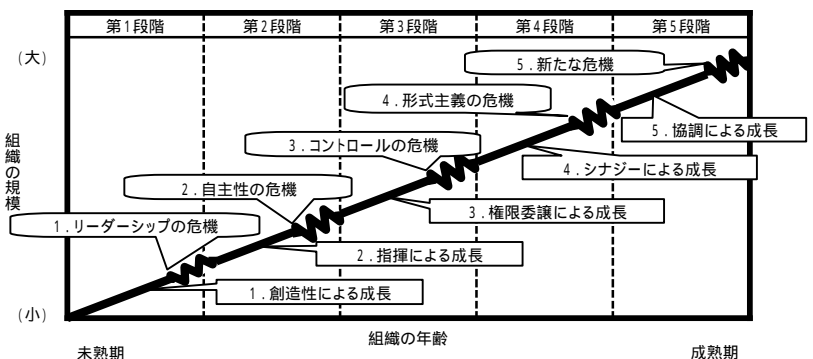 第1段階
第2段階
第3段階
第4段階
第5段階
(大)
組織の規模
(小)
5.新たな危機
4.形式主義の危機
3.コントロールの危機
2.自主性の危機
1.リーダーシップの危機
5.協調による成長
4.シナジーによる成長
3.権限委譲による成長
2.指揮による成長
1.創造性による成長
未熟期
組織の年齢
成熟期